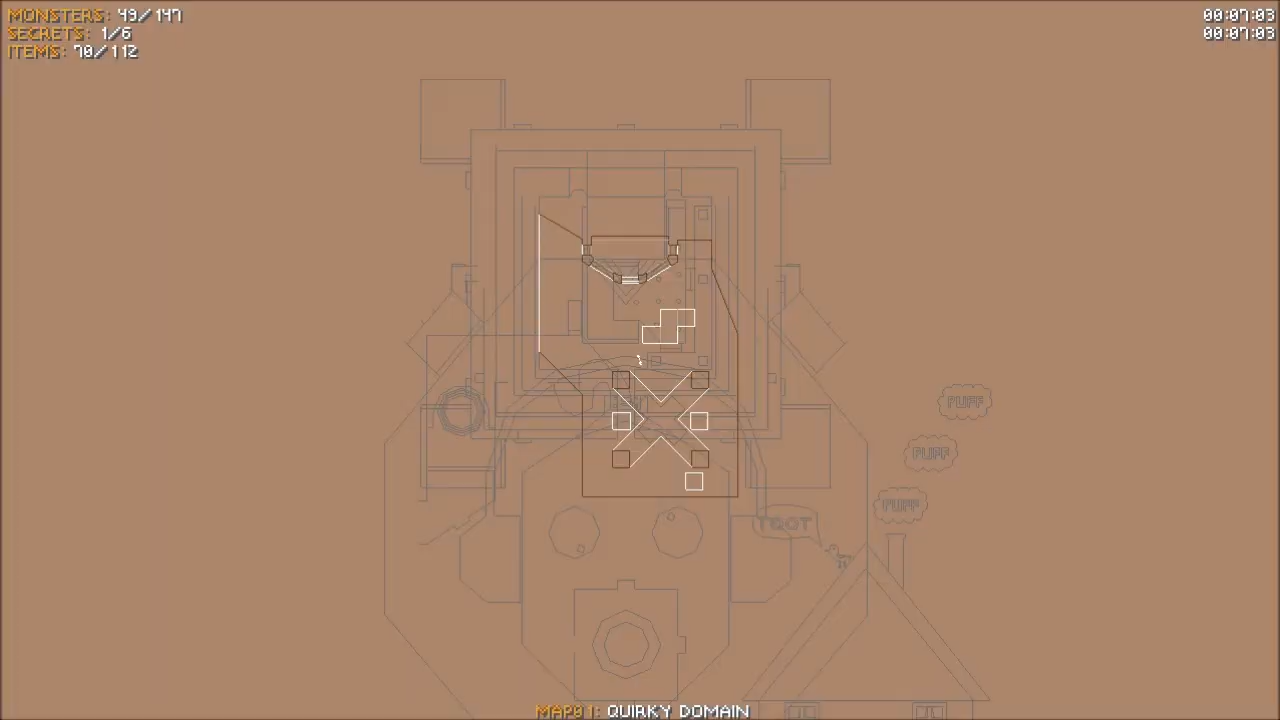 MONSTERS: 49/147
SECRETS: 1/6
ITEMS: 70/112
00:07:03
00:07:03
PUFF
PUFF
PUFF
TOOT
MAP01: QUIRKY DOMAIN